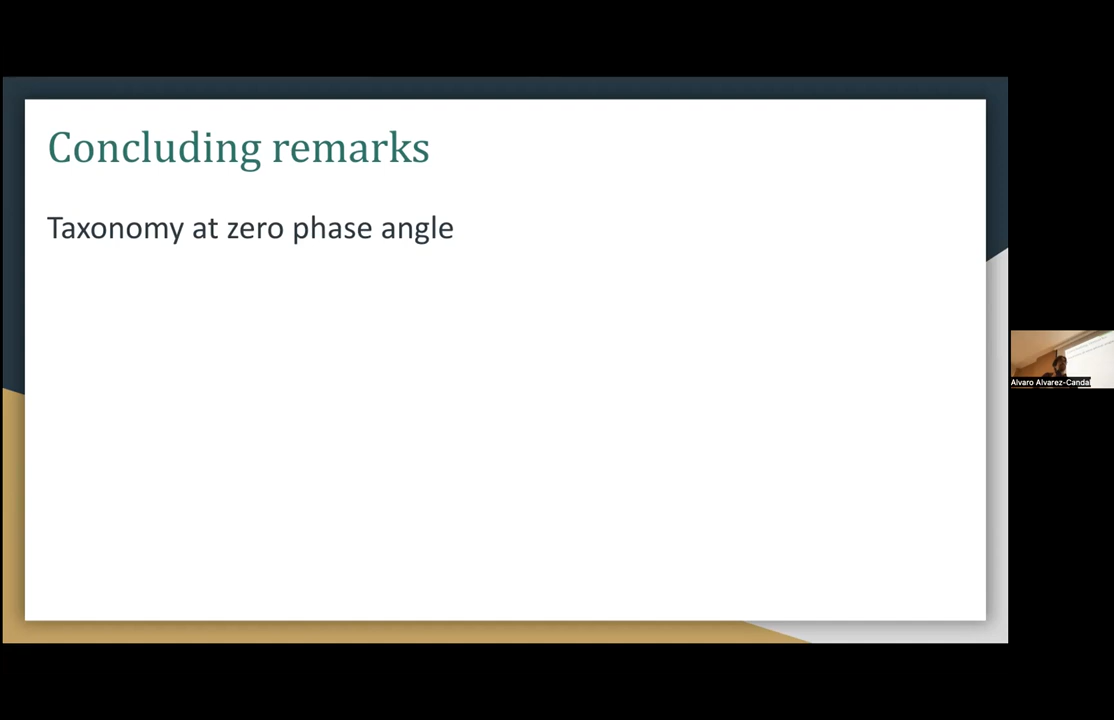 Concluding remarks
Taxonomy at zero phase angle
Alvaro Alvarez-Candal